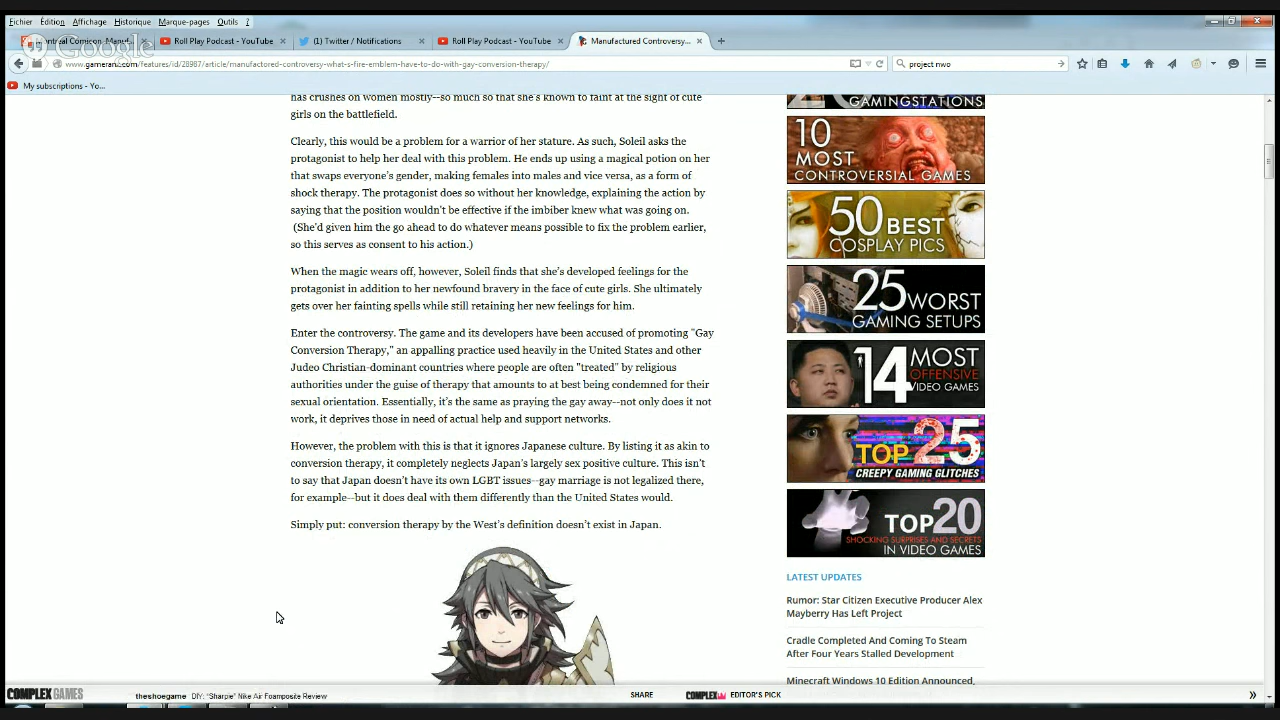 Fichier Édition Affichage Historique Marque-pages Outils ?
Roll Play Podcast - YouTube
(1) Twitter / Notifications
Roll Play Podcast - YouTube
Manufactured Controversy...
Google
/features/id/28987/article/manufactured-controversy-what-s-fire-emblem-have-to-do-with-gay-conversion-therapy/
project nwo
My subscriptions - Yo...
has crushes on women mostly--so much so that she's known to faint at the sight of cute
girls on the battlefield.
Clearly, this would be a problem for a warrior of her stature. As such, Soleil asks the
protagonist to help her deal with this problem. He ends up using a magical potion on her
that swaps everyone's gender, making females into males and vice versa, as a form of
shock therapy. The protagonist does so without her knowledge, explaining the action by
saying that the position wouldn't be effective if the imbiber knew what was going on.
(She'd given him the go ahead to do whatever means possible to fix the problem earlier,
so this serves as consent to his action.)
When the magic wears off, however, Soleil finds that she's developed feelings for the
protagonist in addition to her newfound bravery in the face of cute girls. She ultimately
gets over her fainting spells while still retaining her new feelings for him.
Enter the controversy. The game and its developers have been accused of promoting "Gay
Conversion Therapy," an appalling practice used heavily in the United States and other
Judeo Christian-dominant countries where people are often "treated" by religious
authorities under the guise of therapy that amounts to at best being condemned for their
sexual orientation. Essentially, it's the same as praying the gay away--not only does it not
work, it deprives those in need of actual help and support networks.
However, the problem with this is that it ignores Japanese culture. By listing it as akin to
conversion therapy, it completely neglects Japan's largely sex positive culture. This isn't
to say that Japan doesn't have its own LGBT issues--gay marriage is not legalized there,
for example--but it does deal with them differently than the United States would.
Simply put: conversion therapy by the West's definition doesn't exist in Japan.
GAMINGSTATIONS
10
MOST
CONTROVERSIAL GAMES
50 BEST
COSPLAY PICS
25 WORST
GAMING SETUPS
14 MOST
OFFENSIVE
VIDEO GAMES
TOP 25
CREEPY GAMING GLITCHES
TOP 20
SHOCKING SURPRISES AND SECRETS
IN VIDEO GAMES
LATEST UPDATES
Rumor: Star Citizen Executive Producer Alex
Mayberry Has Left Project
Cradle Completed And Coming To Steam
After Four Years Stalled Development
Minecraft Windows 10 Edition Announced,
COMPLEX GAMES
theshoegame DIY: "Sharpie" Nike Air Foamposite Review
SHARE
COMPLEX EDITOR'S PICK